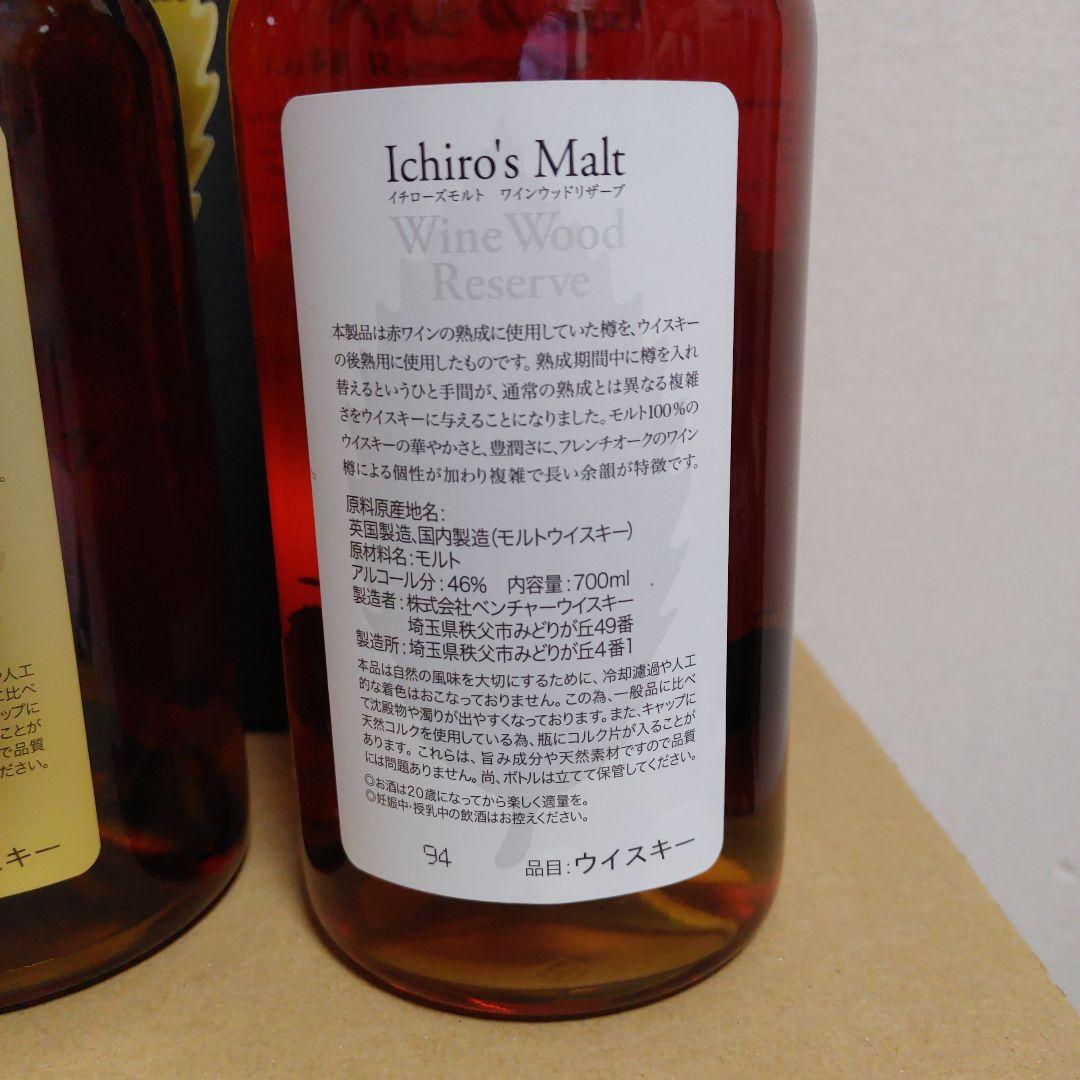 Ichiro's Malt
イチローズモルト ワインウッドリザーブ
Wine Wood
Reserve
本製品は赤ワインの熟成に使用していた樽を、ウイスキー
の後熟用に使用したものです。熟成期間中に樽を入れ
替えるというひと手間が、通常の熟成とは異なる複雑
さをウイスキーに与えることになりました。モルト100%の
ウイスキーの華やかさと、豊潤さに、フレンチオークのワイン
樽による個性が加わり複雑で長い余韻が特徴です。
原料原産地名:
英国製造、国内製造(モルトウイスキー)
原材料名:モルト
アルコール分:46% 内容量:700ml
製造者:株式会社ベンチャーウイスキー
埼玉県秩父市みどりが丘49番
製造所:埼玉県秩父市みどりが丘4番1
本品は自然の風味を大切にするために、冷却濾過や人工
的な着色はおこなっておりません。この為、一般品に比べ
て沈殿物や濁りが出やすくなっております。また、キャップに
天然コルクを使用している為、瓶にコルク片が入ることが
あります。これらは、旨み成分や天然素材ですので品質
には問題ありません。尚、ボトルは立てて保管してください。
◎お酒は20歳になってから楽しく適量を。
◎妊娠中・授乳中の飲酒はお控えください。
94 品目:ウイスキー
や人工
に比べ
ップに
ことが
で品質
ださい。
スキー